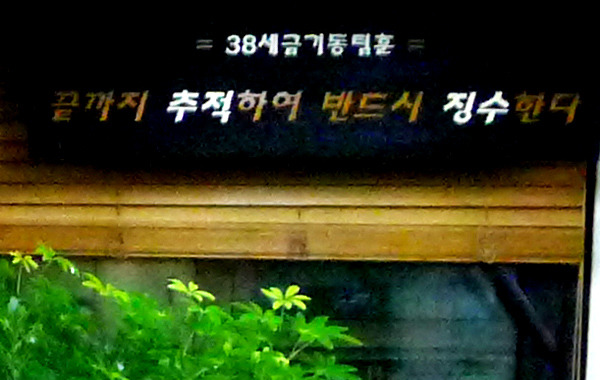 = 38세금기동팀훈 =
끝까지 추적하여 반드시 징수한다